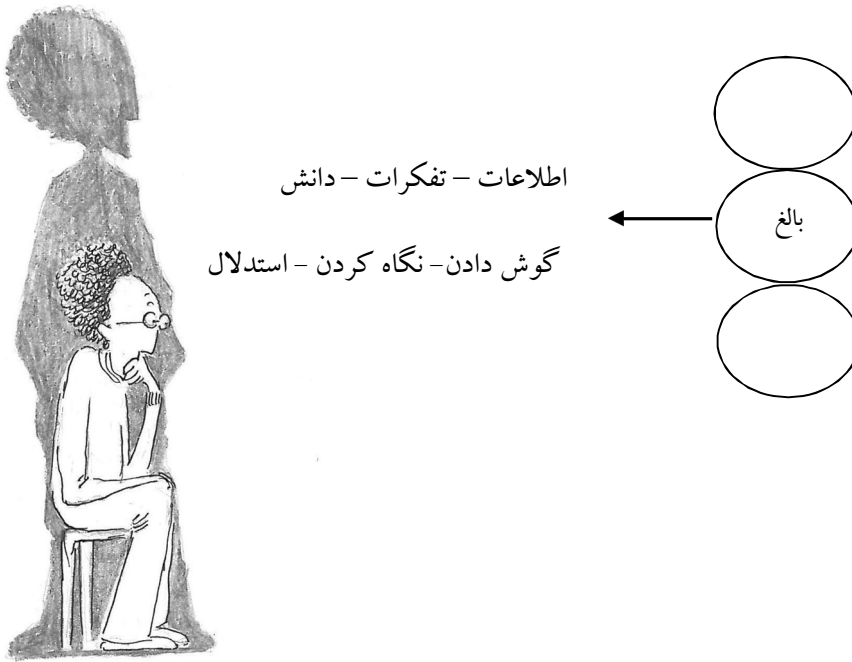 اطلاعات – تفکرات – دانش
بالغ
گوش دادن- نگاه کردن - استدلال